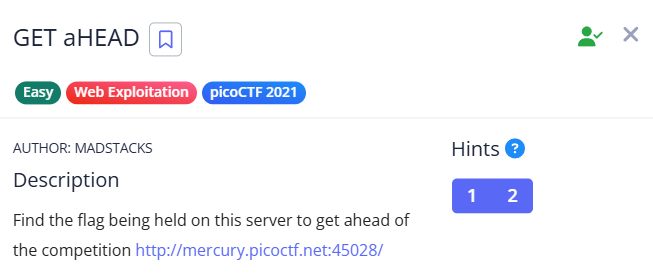 GET aHEAD
Easy Web Exploitation picoCTF 2021
AUTHOR: MADSTACKS
Description
Find the flag being held on this server to get ahead of
the competition http://mercury.picoctf.net:45028/
Hints ?
1 2